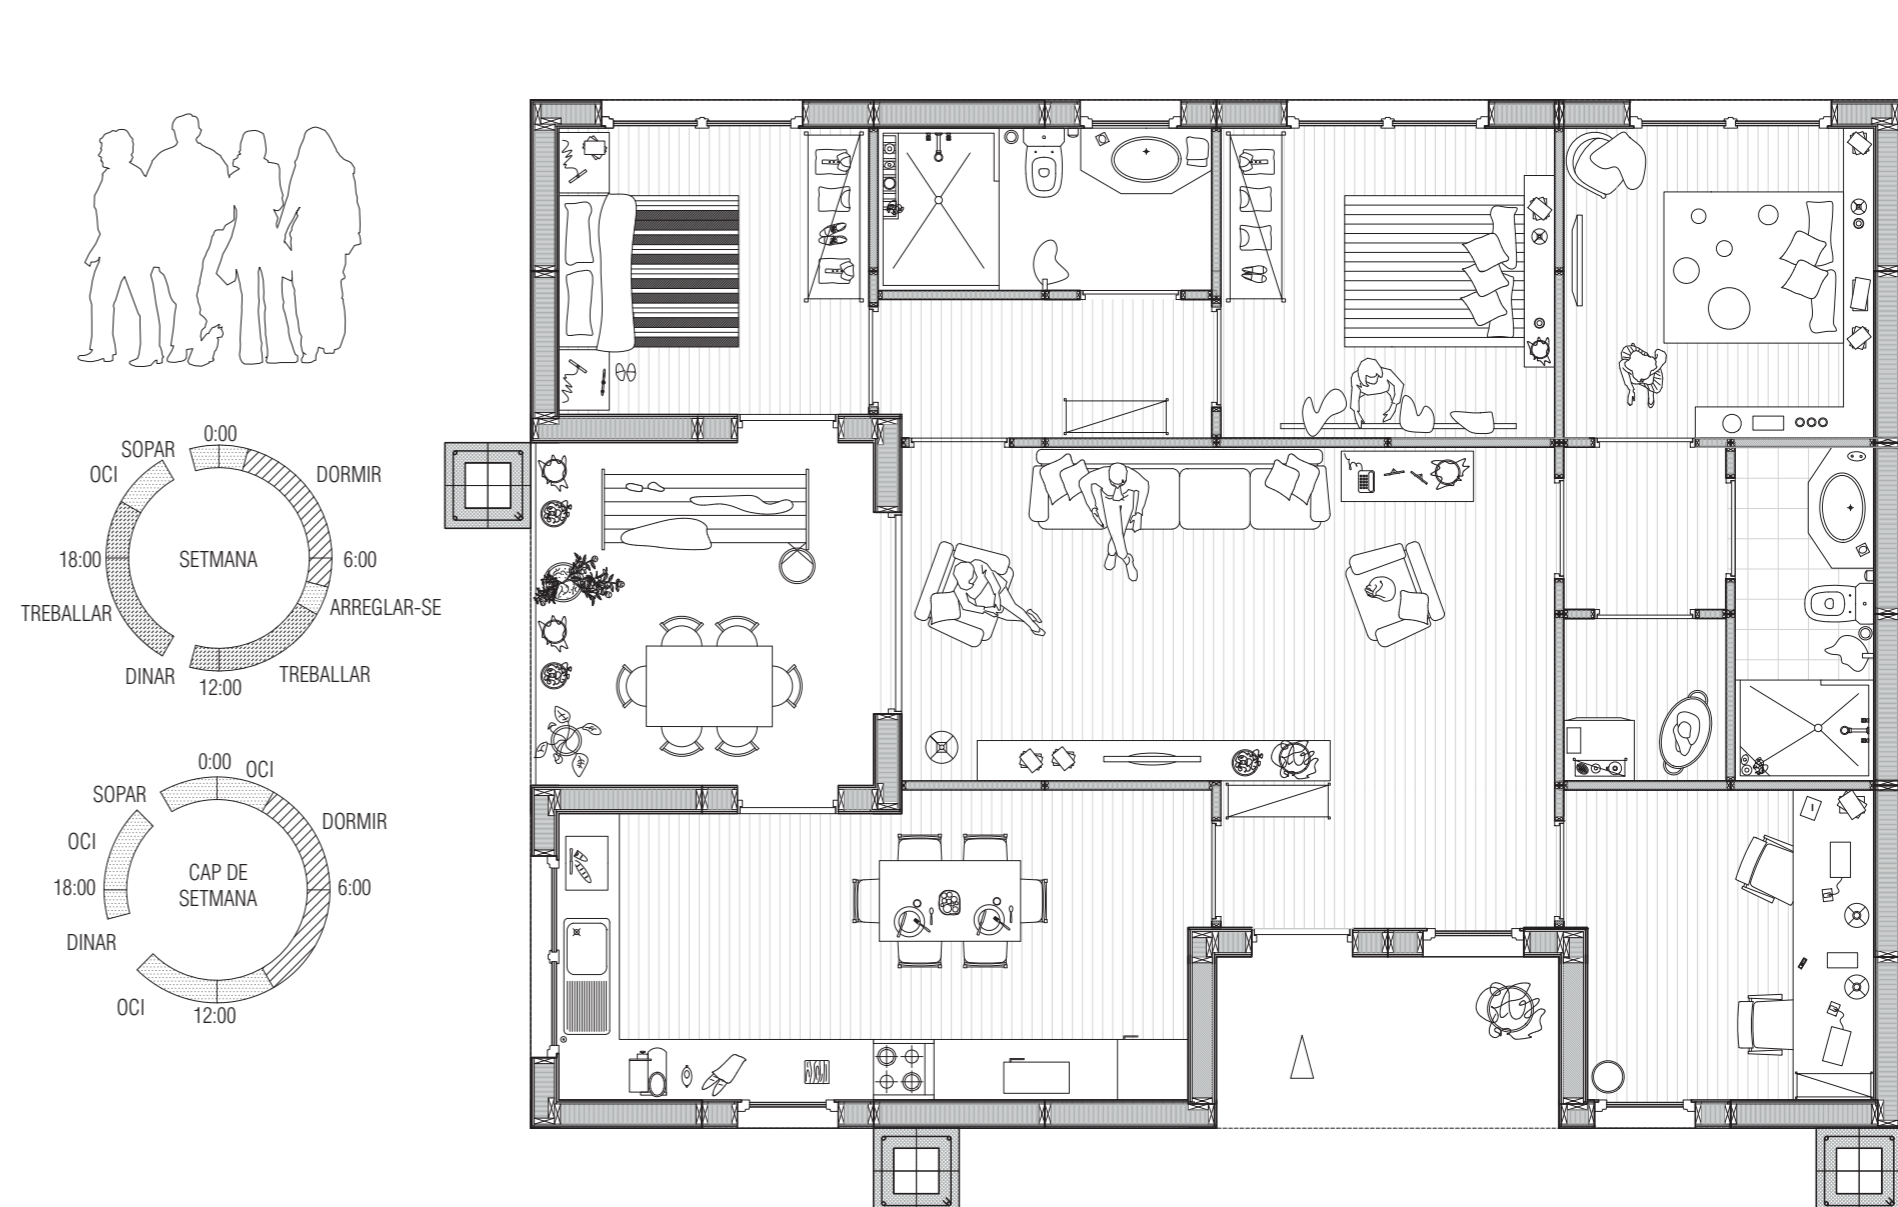 0:00
SOPAR
OCI
DORMIR
18:00
SETMANA
6:00
TREBALLAR
ARREGLAR-SE
DINAR
TREBALLAR
12:00
0:00
OCI
SOPAR
DORMIR
OCI
CAP DE
SETMANA
18:00
6:00
DINAR
OCI
12:00